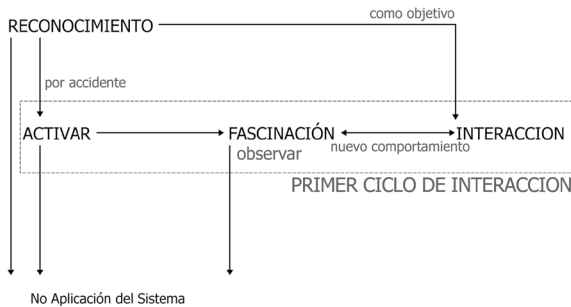 como objetivo
RECONOCIMIENTO
por accidente
ACTIVAR
FASCINACIÓN
INTERACCION
observar
nuevo comportamiento
PRIMER CICLO DE INTERACCION
No Aplicación del Sistema